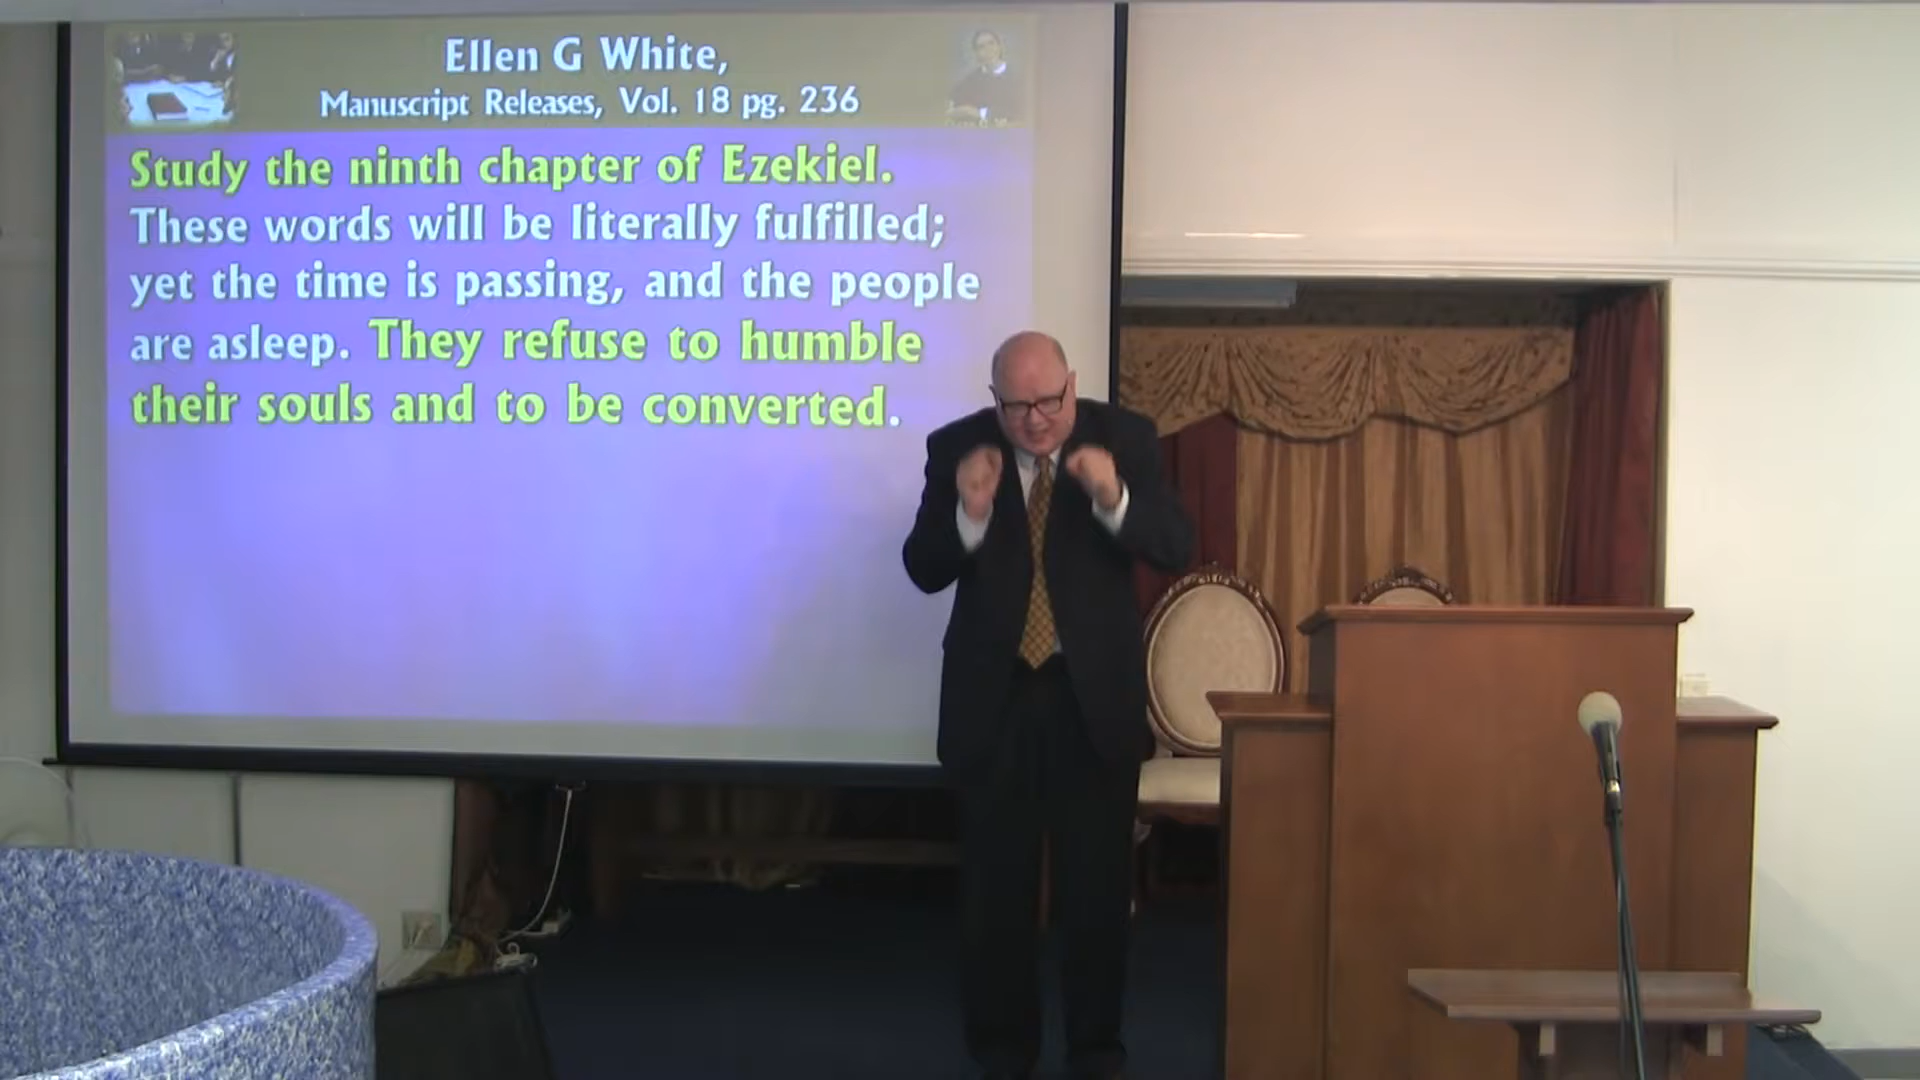 Ellen G White,
Manuscript Releases, Vol. 18 pg. 236
Study the ninth chapter of Ezekiel.
These words will be literally fulfilled;
yet the time is passing, and the people
are asleep. They refuse to humble
their souls and to be converted.